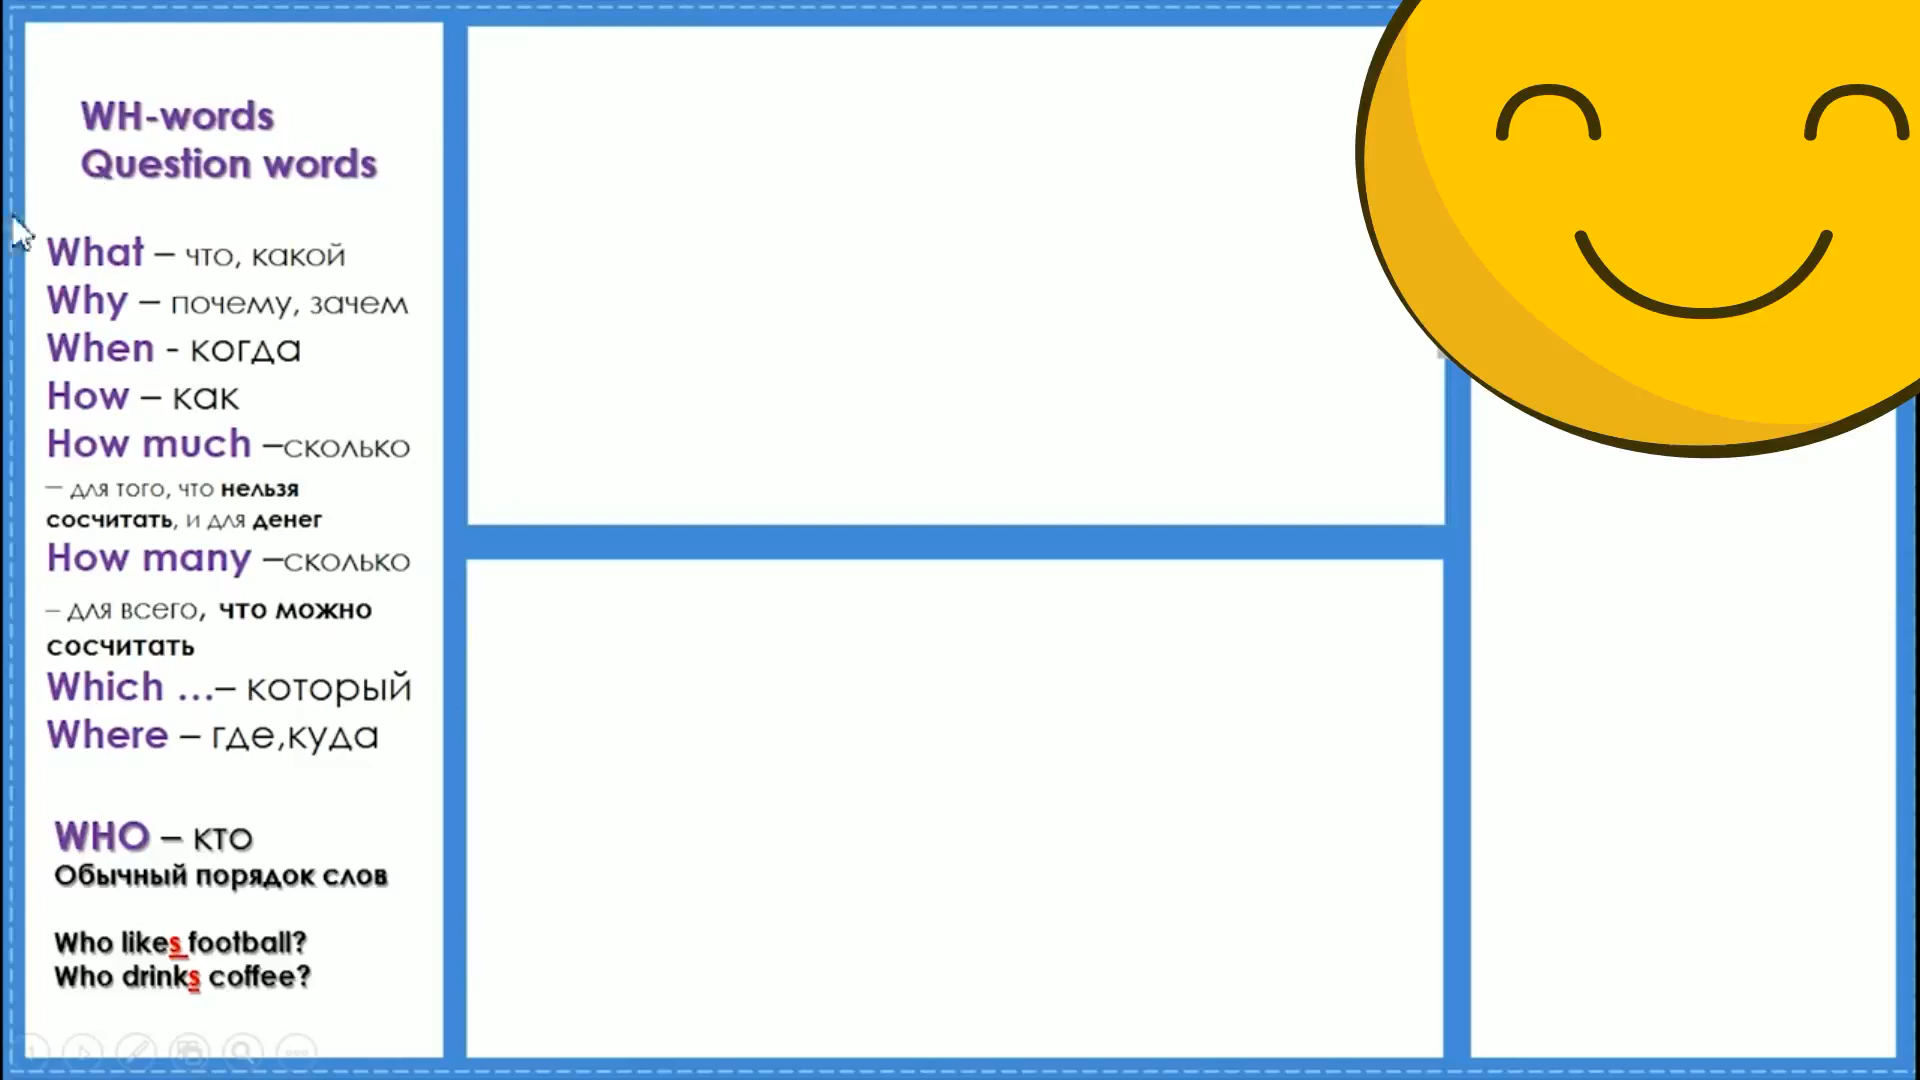 WH-words
Question words
What – что, какой
Why – почему, зачем
When - когда
How – как
How much –сколько
– для того, что нельзя
сосчитать, и для денег
How many –сколько
– для всего, что можно
сосчитать
Which ...– который
Where – где,куда
WHO – кто
Обычный порядок слов
Who likes football?
Who drinks coffee?